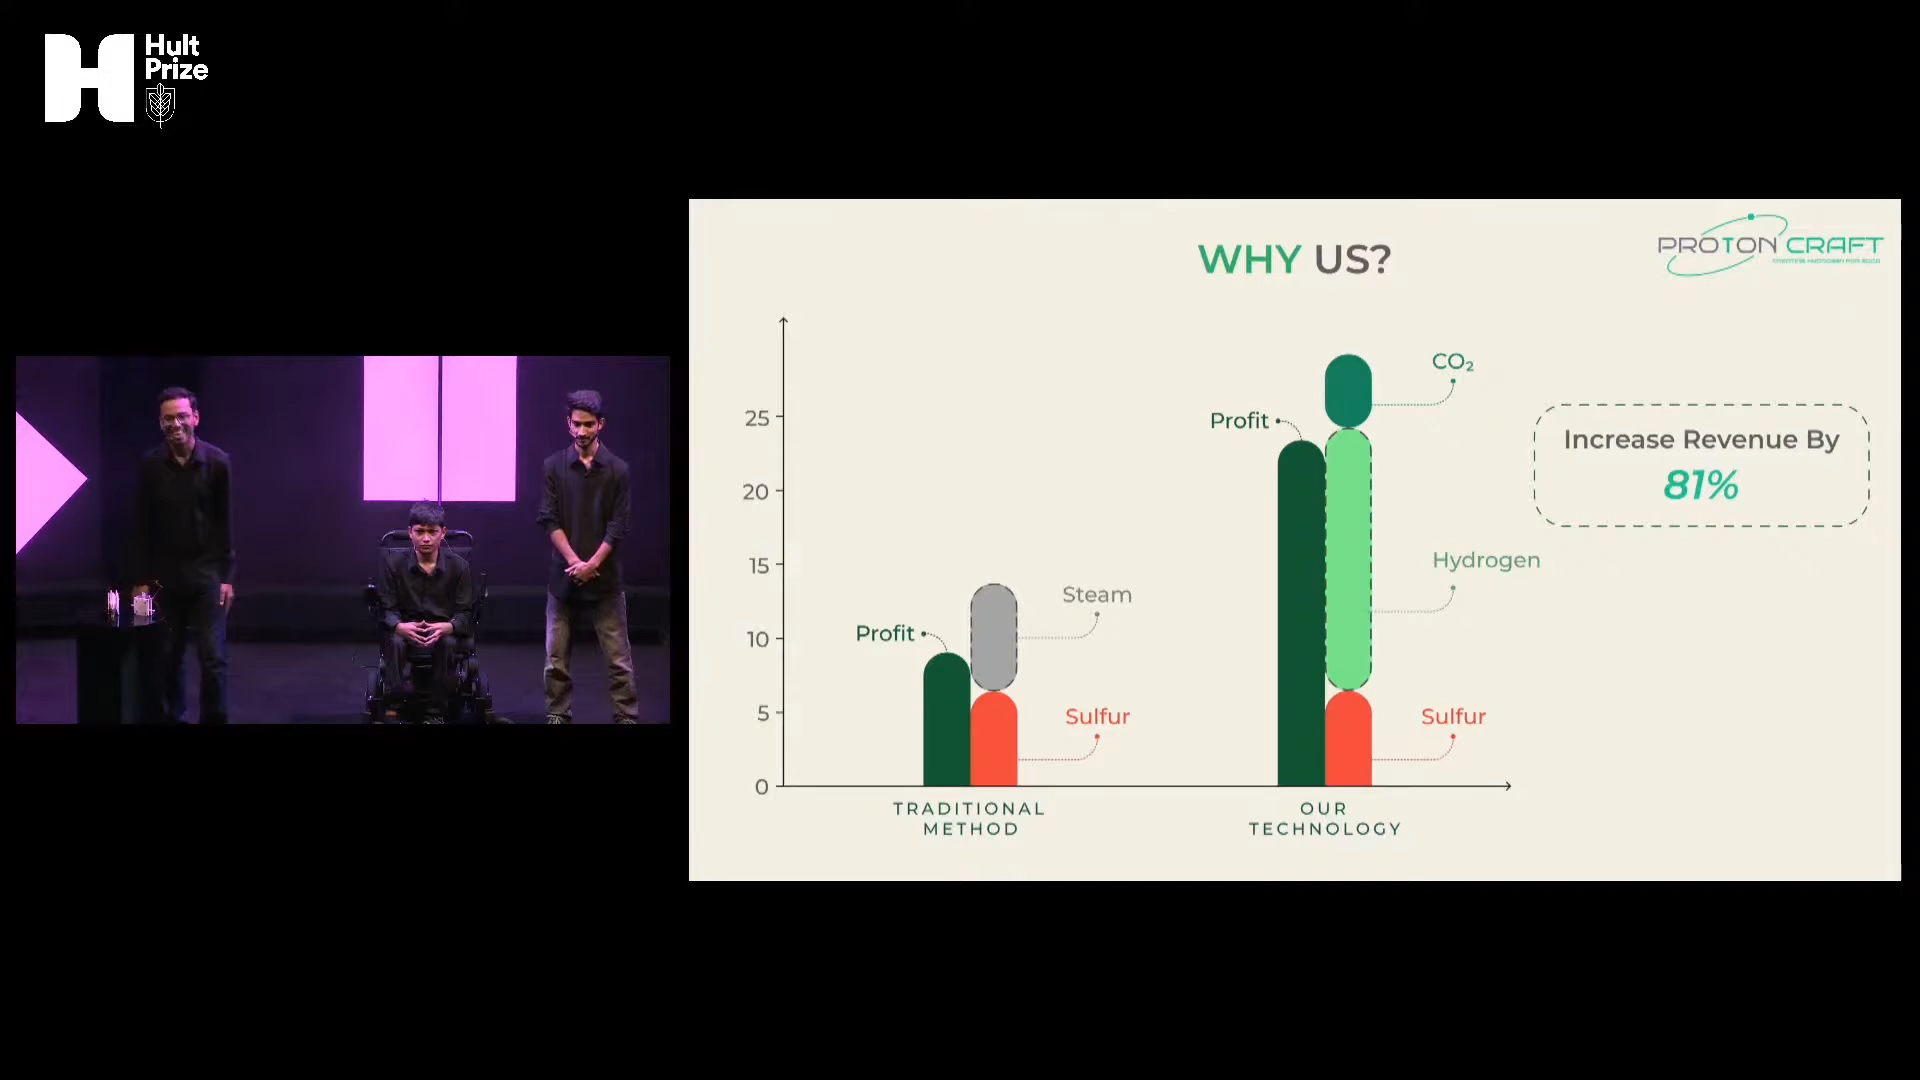 Hult
Prize
WHY US?
PROTON CRAFT
25
20
15
10
5
0
Profit
Steam
Sulfur
TRADITIONAL
METHOD
Profit
CO₂
Hydrogen
Sulfur
OUR
TECHNOLOGY
Increase Revenue By
81%